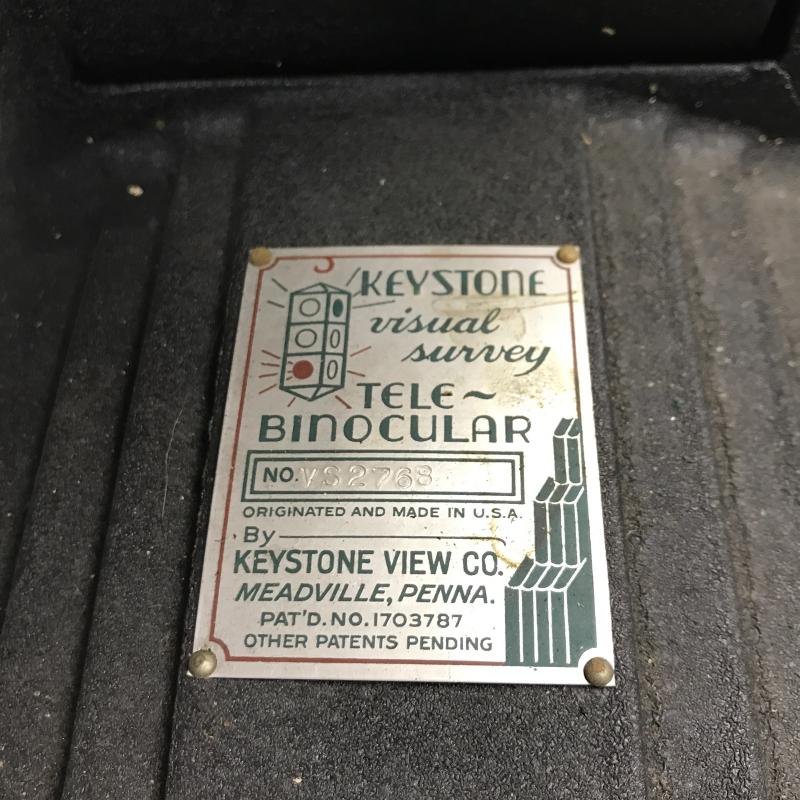 KEYSTONE
visual
survey
TELE~
BINOCULAR
NO. VS2768
ORIGINATED AND MADE IN U.S.A.
By
KEYSTONE VIEW CO.
MEADVILLE, PENNA.
PAT'D. NO. 1703787
OTHER PATENTS PENDING